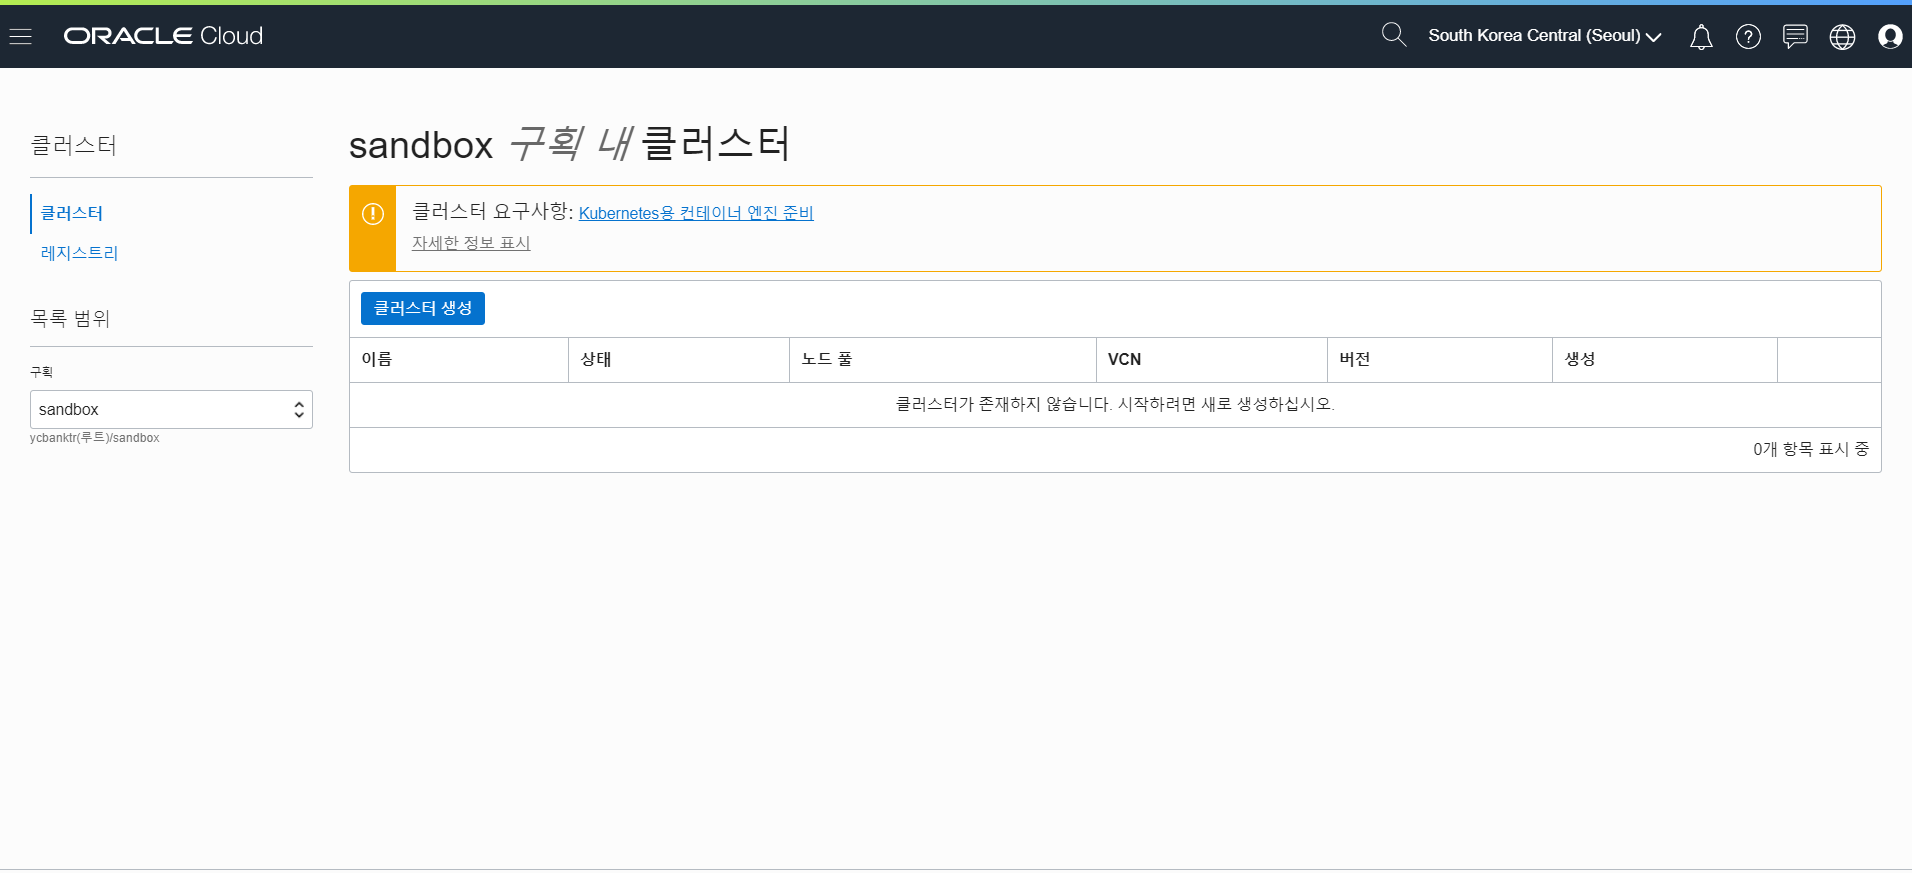 ORACLE Cloud
South Korea Central (Seoul)
클러스터
클러스터
레지스트리
목록 범위
구획
sandbox
ycbanktr(루트)/sandbox
sandbox 구획 내 클러스터
클러스터 요구사항: Kubernetes용 컨테이너 엔진 준비
자세한 정보 표시
클러스터 생성
이름 상태 노드 풀 VCN 버전 생성
클러스터가 존재하지 않습니다. 시작하려면 새로 생성하십시오.
0개 항목 표시 중